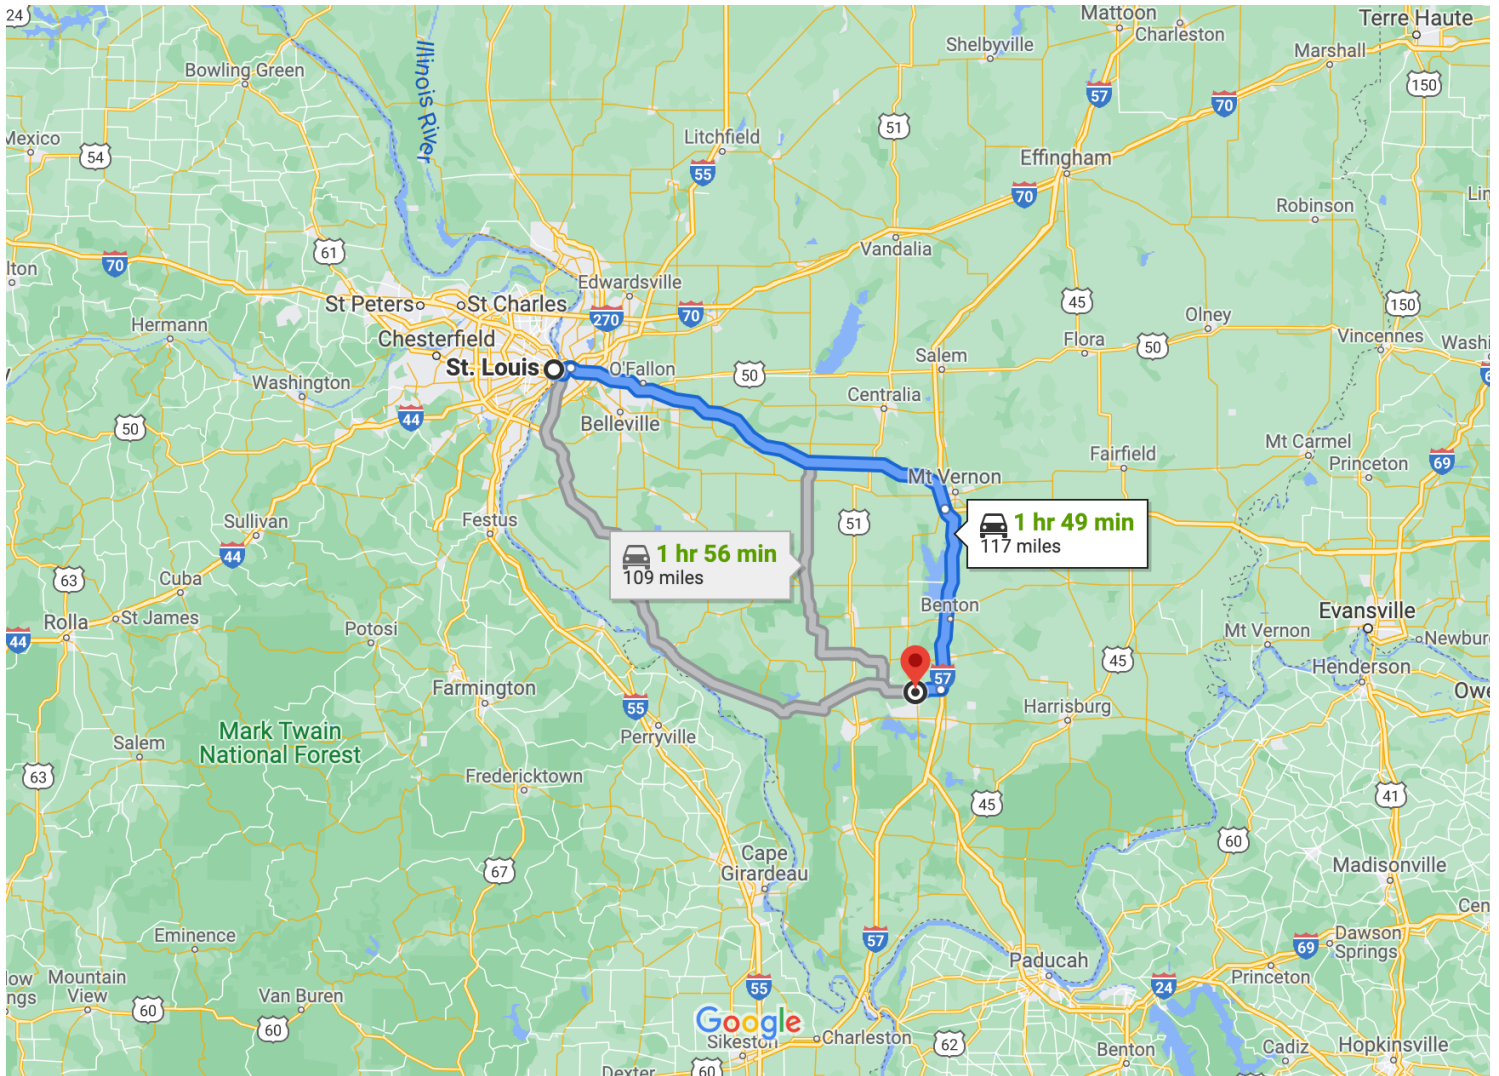 24
Mattoon
Charleston
Terre Haute
Shelbyville
Marshall
Bowling Green
Illinois River
57
70
150
51
Litchfield
Mexico
54
55
Effingham
70
Robinson
61
Vandalia
70
Edwardsville
45
150
St Peters
St Charles
270
70
Olney
Hermann
Chesterfield
Flora
50
Vincennes
Salem
St. Louis
O'Fallon
50
Washington
Centralia
44
50
Belleville
Mt Carmel
Fairfield
Princeton
69
Mt Vernon
Sullivan
Festus
51
1 hr 49 min
117 miles
44
1 hr 56 min
109 miles
63
Cuba
Benton
Evansville
Rolla
St James
Potosi
Mt Vernon
44
45
Henderson
57
Farmington
55
Harrisburg
Mark Twain
National Forest
Perryville
Salem
63
Fredericktown
45
41
60
Cape
Girardeau
67
Madisonville
Eminence
57
69
Dawson
Springs
Paducah
Princeton
Mountain
View
Van Buren
55
24
60
60
Google
Sikeston
Charleston
62
Benton
Cadiz
Hopkinsville
60
Dexter